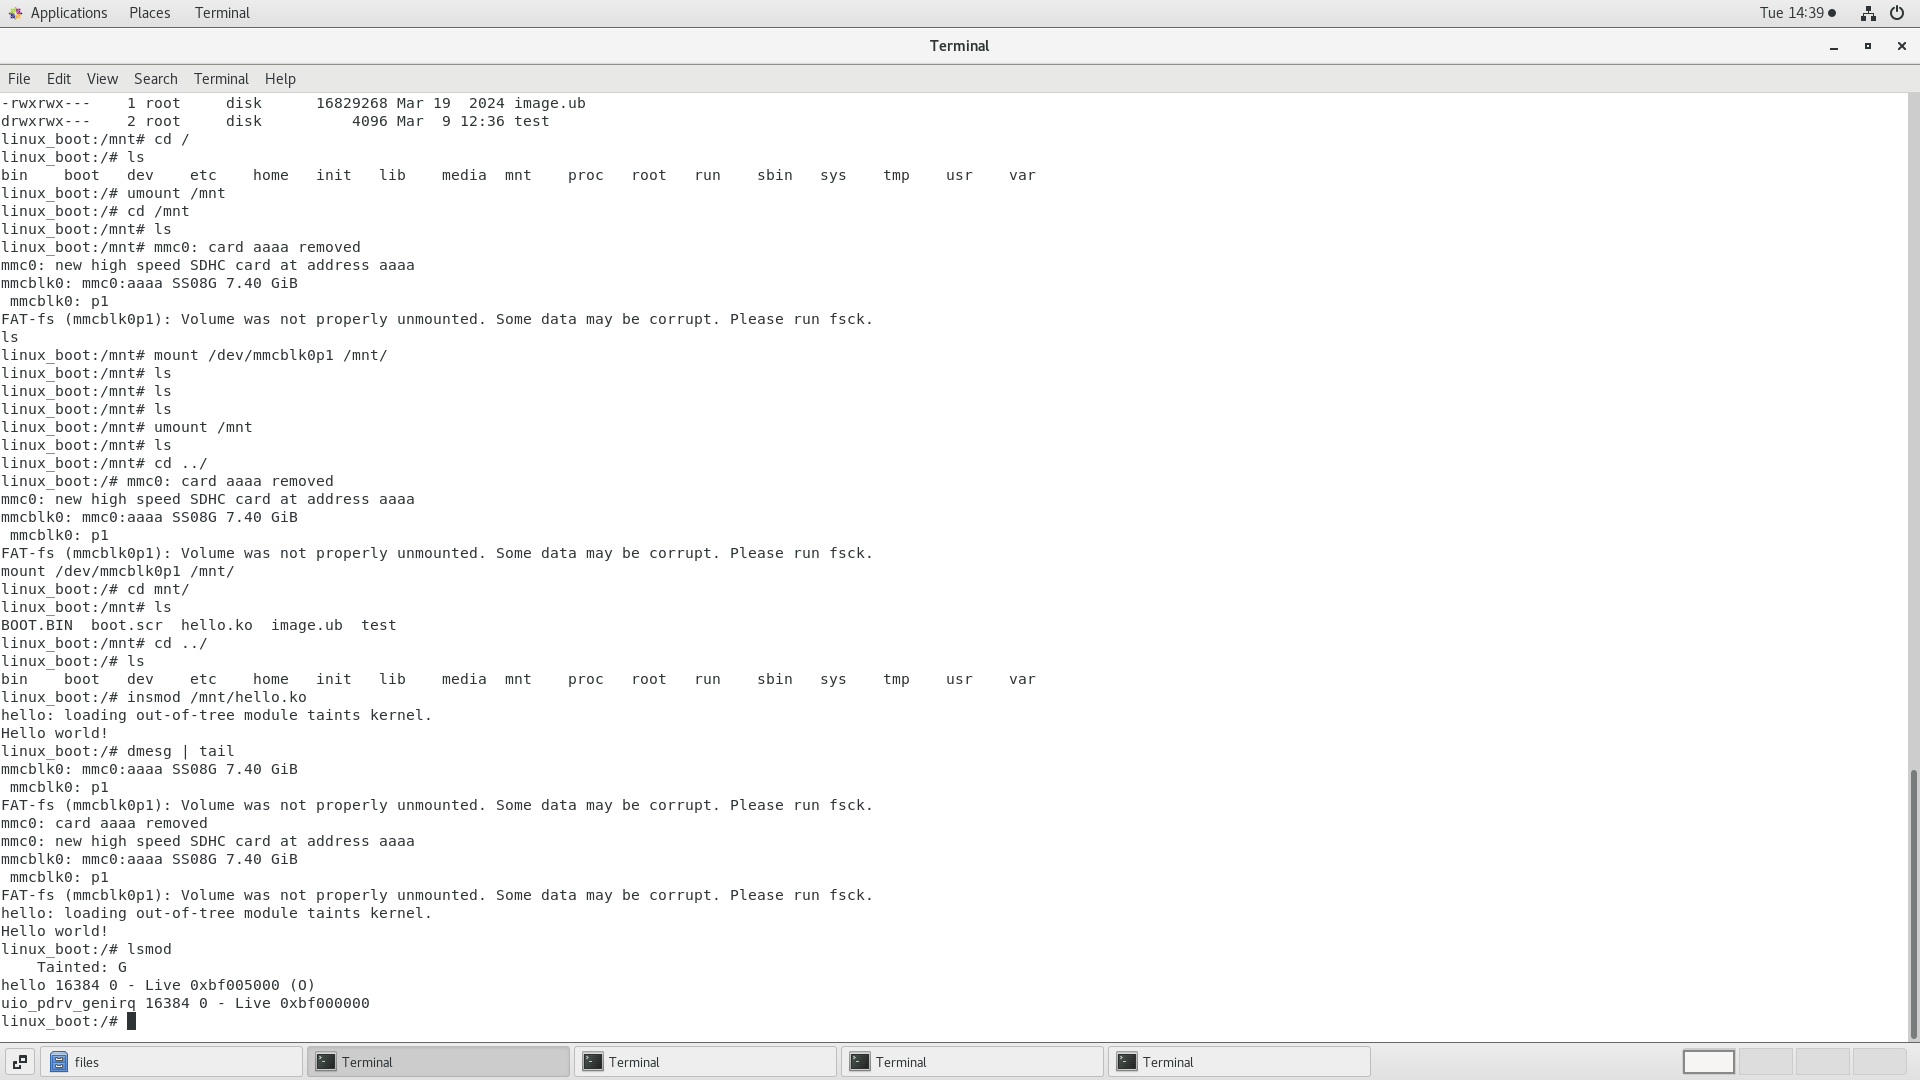 Applications Places Terminal Tue 14:39
Terminal
File Edit View Search Terminal Help
-rwxrwx---    1 root     disk      16829268 Mar 19  2024 image.ub
drwxrwx---    2 root     disk          4096 Mar  9 12:36 test
linux_boot:/mnt# cd /
linux_boot:/# ls
bin    boot   dev    etc    home   init   lib    media  mnt    proc   root   run    sbin   sys    tmp    usr    var
linux_boot:/# umount /mnt
linux_boot:/# cd /mnt
linux_boot:/mnt# ls
linux_boot:/mnt# mmc0: card aaaa removed
mmc0: new high speed SDHC card at address aaaa
mmcblk0: mmc0:aaaa SS08G 7.40 GiB
 mmcblk0: p1
FAT-fs (mmcblk0p1): Volume was not properly unmounted. Some data may be corrupt. Please run fsck.
ls
linux_boot:/mnt# mount /dev/mmcblk0p1 /mnt/
linux_boot:/mnt# ls
linux_boot:/mnt# ls
linux_boot:/mnt# ls
linux_boot:/mnt# umount /mnt
linux_boot:/mnt# ls
linux_boot:/mnt# cd ../
linux_boot:/# mmc0: card aaaa removed
mmc0: new high speed SDHC card at address aaaa
mmcblk0: mmc0:aaaa SS08G 7.40 GiB
 mmcblk0: p1
FAT-fs (mmcblk0p1): Volume was not properly unmounted. Some data may be corrupt. Please run fsck.
mount /dev/mmcblk0p1 /mnt/
linux_boot:/# cd mnt/
linux_boot:/mnt# ls
BOOT.BIN  boot.scr  hello.ko  image.ub  test
linux_boot:/mnt# cd ../
linux_boot:/# ls
bin    boot   dev    etc    home   init   lib    media  mnt    proc   root   run    sbin   sys    tmp    usr    var
linux_boot:/# insmod /mnt/hello.ko
hello: loading out-of-tree module taints kernel.
Hello world!
linux_boot:/# dmesg | tail
mmcblk0: mmc0:aaaa SS08G 7.40 GiB
 mmcblk0: p1
FAT-fs (mmcblk0p1): Volume was not properly unmounted. Some data may be corrupt. Please run fsck.
mmc0: card aaaa removed
mmc0: new high speed SDHC card at address aaaa
mmcblk0: mmc0:aaaa SS08G 7.40 GiB
 mmcblk0: p1
FAT-fs (mmcblk0p1): Volume was not properly unmounted. Some data may be corrupt. Please run fsck.
hello: loading out-of-tree module taints kernel.
Hello world!
linux_boot:/# lsmod
    Tainted: G
hello 16384 0 - Live 0xbf005000 (O)
uio_pdrv_genirq 16384 0 - Live 0xbf000000
linux_boot:/#
files Terminal Terminal Terminal Terminal